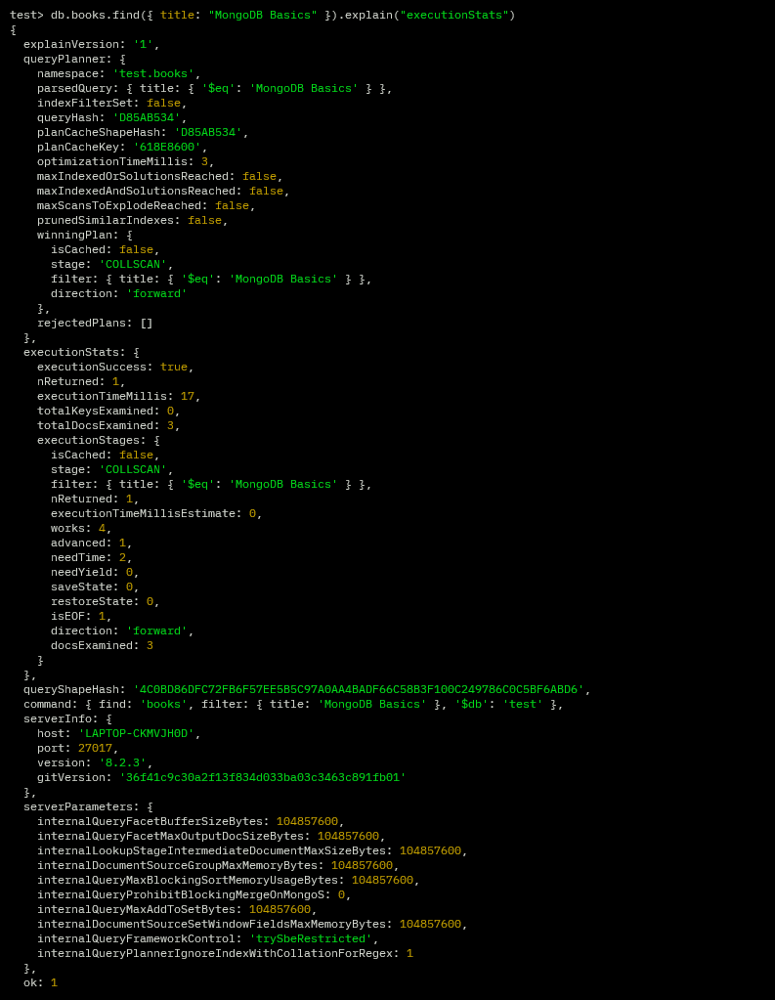 test> db.books.find({ title: "MongoDB Basics" }).explain("executionStats")
{
  explainVersion: '1',
  queryPlanner: {
    namespace: 'test.books',
    parsedQuery: { title: { '$eq': 'MongoDB Basics' } },
    indexFilterSet: false,
    queryHash: 'D85AB534',
    planCacheShapeHash: 'D85AB534',
    planCacheKey: '618E8600',
    optimizationTimeMillis: 3,
    maxIndexedOrSolutionsReached: false,
    maxIndexedAndSolutionsReached: false,
    maxScansToExplodeReached: false,
    prunedSimilarIndexes: false,
    winningPlan: {
      isCached: false,
      stage: 'COLLSCAN',
      filter: { title: { '$eq': 'MongoDB Basics' } },
      direction: 'forward'
    },
    rejectedPlans: []
  },
  executionStats: {
    executionSuccess: true,
    nReturned: 1,
    executionTimeMillis: 17,
    totalKeysExamined: 0,
    totalDocsExamined: 3,
    executionStages: {
      isCached: false,
      stage: 'COLLSCAN',
      filter: { title: { '$eq': 'MongoDB Basics' } },
      nReturned: 1,
      executionTimeMillisEstimate: 0,
      works: 4,
      advanced: 1,
      needTime: 2,
      needYield: 0,
      saveState: 0,
      restoreState: 0,
      isEOF: 1,
      direction: 'forward',
      docsExamined: 3
    }
  },
  queryShapeHash: '4C0BD86DFC72FB6F57EE5B5C97A0AA4BADF66C58B3F100C249786C0C5BF6ABD6',
  command: { find: 'books', filter: { title: 'MongoDB Basics' }, '$db': 'test' },
  serverInfo: {
    host: 'LAPTOP-CKMVJH0D',
    port: 27017,
    version: '8.2.3',
    gitVersion: '36f41c9c30a2f13f834d033ba03c3463c891fb01'
  },
  serverParameters: {
    internalQueryFacetBufferSizeBytes: 104857600,
    internalQueryFacetMaxOutputDocSizeBytes: 104857600,
    internalLookupStageIntermediateDocumentMaxSizeBytes: 104857600,
    internalDocumentSourceGroupMaxMemoryBytes: 104857600,
    internalQueryMaxBlockingSortMemoryUsageBytes: 104857600,
    internalQueryProhibitBlockingMergeOnMongoS: 0,
    internalQueryMaxAddToSetBytes: 104857600,
    internalDocumentSourceSetWindowFieldsMaxMemoryBytes: 104857600,
    internalQueryFrameworkControl: 'trySbeRestricted',
    internalQueryPlannerIgnoreIndexWithCollationForRegex: 1
  },
  ok: 1